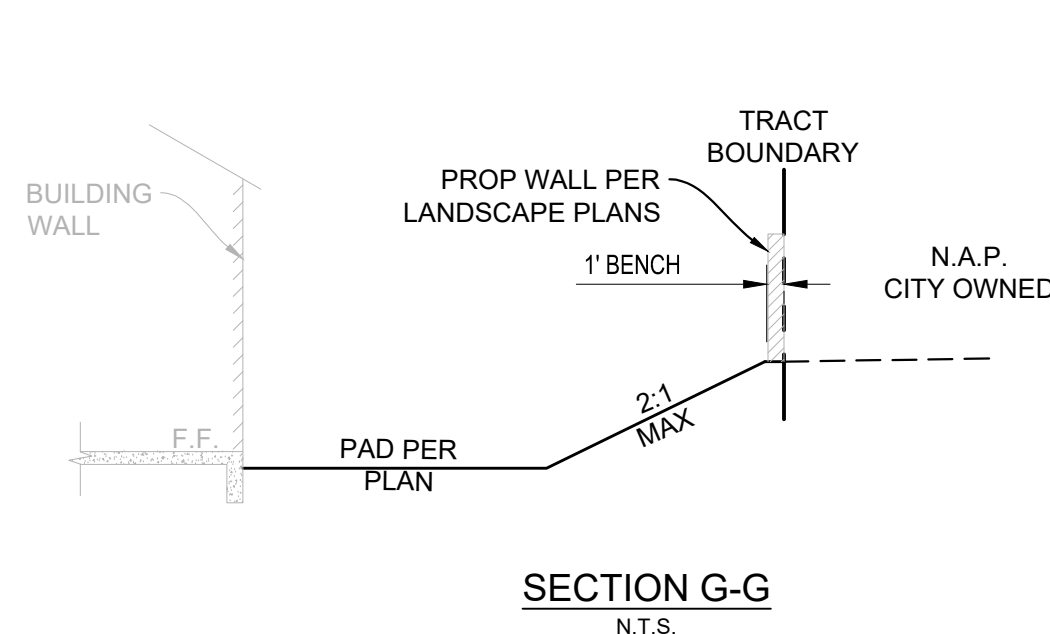 TRACT
BOUNDARY
PROP WALL PER
LANDSCAPE PLANS
BUILDING
WALL
1' BENCH
N.A.P.
CITY OWNED
2:1
MAX
F.F.
PAD PER
PLAN
SECTION G-G
N.T.S.